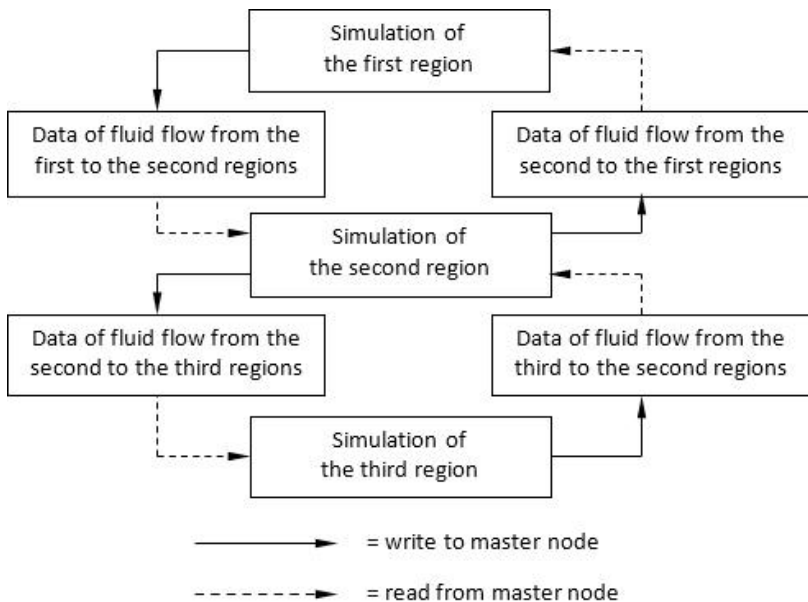 Simulation of
the first region
Data of fluid flow from the
first to the second regions
Data of fluid flow from the
second to the first regions
Simulation of
the second region
Data of fluid flow from the
second to the third regions
Data of fluid flow from the
third to the second regions
Simulation of
the third region
= write to master node
= read from master node